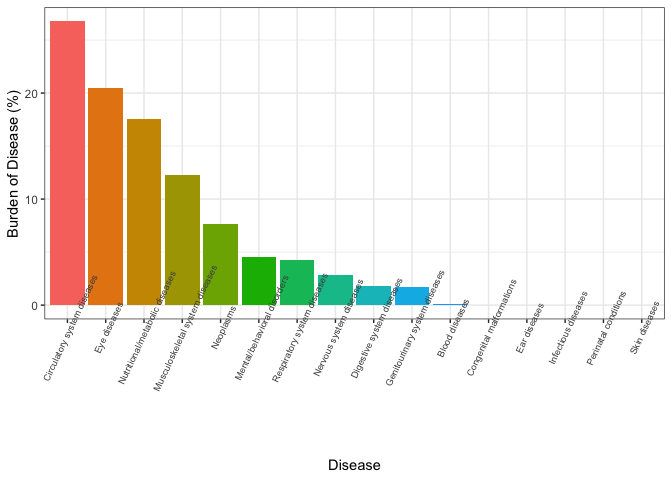 Burden of Disease (%)
20
10
0
Circulatory system diseases
Eye diseases
Nutritional/metabolic diseases
Musculoskeletal system diseases
Neoplasms
Mental/behavioral disorders
Respiratory system diseases
Nervous system diseases
Digestive system diseases
Genitourinary system diseases
Blood diseases
Congenital malformations
Ear diseases
Infectious diseases
Perinatal conditions
Skin diseases
Disease